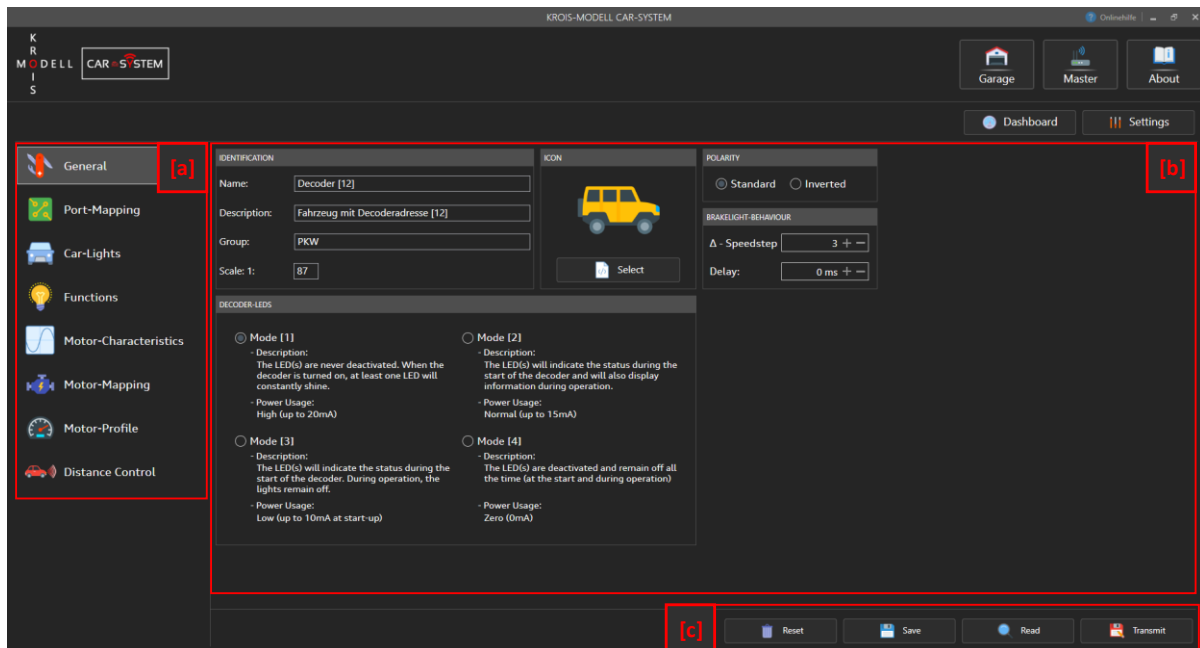 KROIS-MODELL CAR-SYSTEM
Onlinehilfe
K
R
MODELL
I
S
CAR SYSTEM
Garage
Master
About
Dashboard
Settings
[a]
General
Port-Mapping
Car-Lights
Functions
Motor-Characteristics
Motor-Mapping
Motor-Profile
Distance Control
[b]
IDENTIFICATION
Name: Decoder [12]
Description: Fahrzeug mit Decoderadresse [12]
Group: PKW
Scale: 1: 87
ICON
Select
POLARITY
Standard Inverted
BRAKELIGHT-BEHAVIOUR
Δ - Speedstep 3 + −
Delay: 0 ms + −
DECODER-LEDS
Mode [1]
- Description:
The LED(s) are never deactivated. When the
decoder is turned on, at least one LED will
constantly shine.
- Power Usage:
High (up to 20mA)
Mode [2]
- Description:
The LED(s) will indicate the status during the
start of the decoder and will also display
information during operation.
- Power Usage:
Normal (up to 15mA)
Mode [3]
- Description:
The LED(s) will indicate the status during the
start of the decoder. During operation, the
lights remain off.
- Power Usage:
Low (up to 10mA at start-up)
Mode [4]
- Description:
The LED(s) are deactivated and remain off all
the time (at the start and during operation)
- Power Usage:
Zero (0mA)
[c]
Reset
Save
Read
Transmit